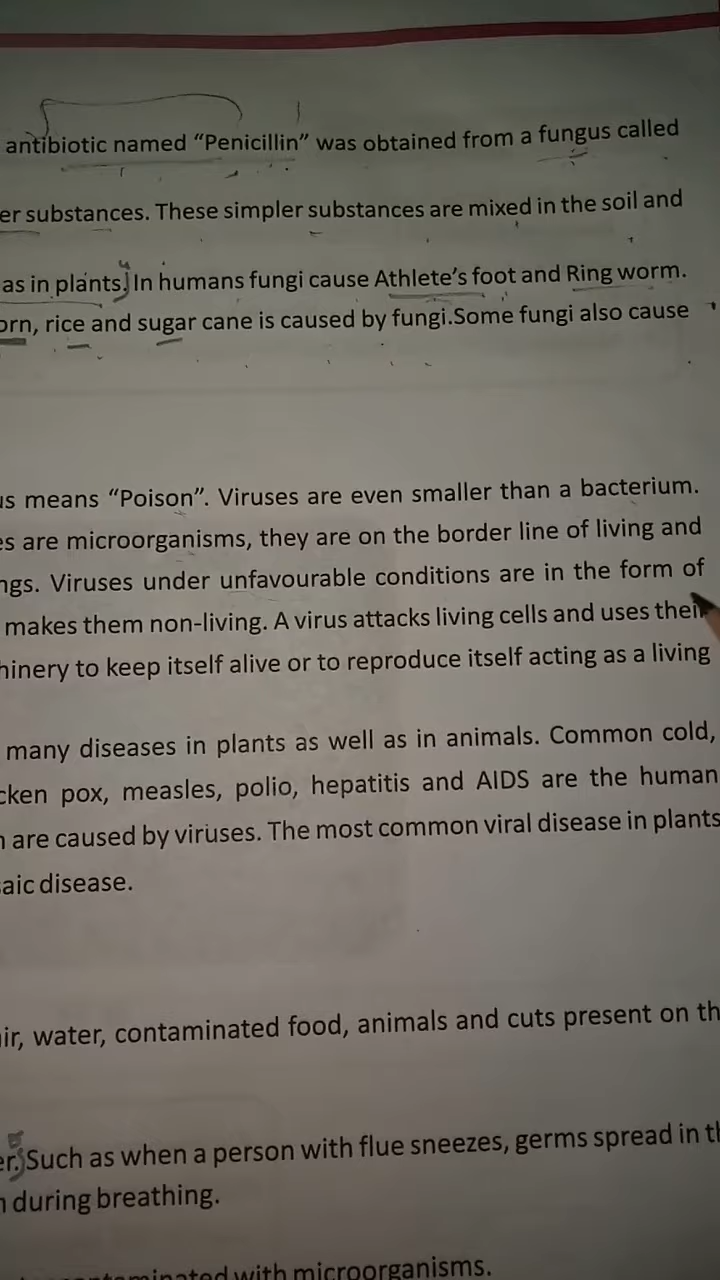 antibiotic named “Penicillin” was obtained from a fungus called
er substances. These simpler substances are mixed in the soil and
as in plants. In humans fungi cause Athlete’s foot and Ring worm.
orn, rice and sugar cane is caused by fungi.Some fungi also cause
us means “Poison”. Viruses are even smaller than a bacterium.
es are microorganisms, they are on the border line of living and
ngs. Viruses under unfavourable conditions are in the form of
makes them non-living. A virus attacks living cells and uses their
hinery to keep itself alive or to reproduce itself acting as a living
many diseases in plants as well as in animals. Common cold,
cken pox, measles, polio, hepatitis and AIDS are the human
are caused by viruses. The most common viral disease in plants
aic disease.
ir, water, contaminated food, animals and cuts present on th
er. Such as when a person with flue sneezes, germs spread in th
during breathing.
contaminated with microorganisms.